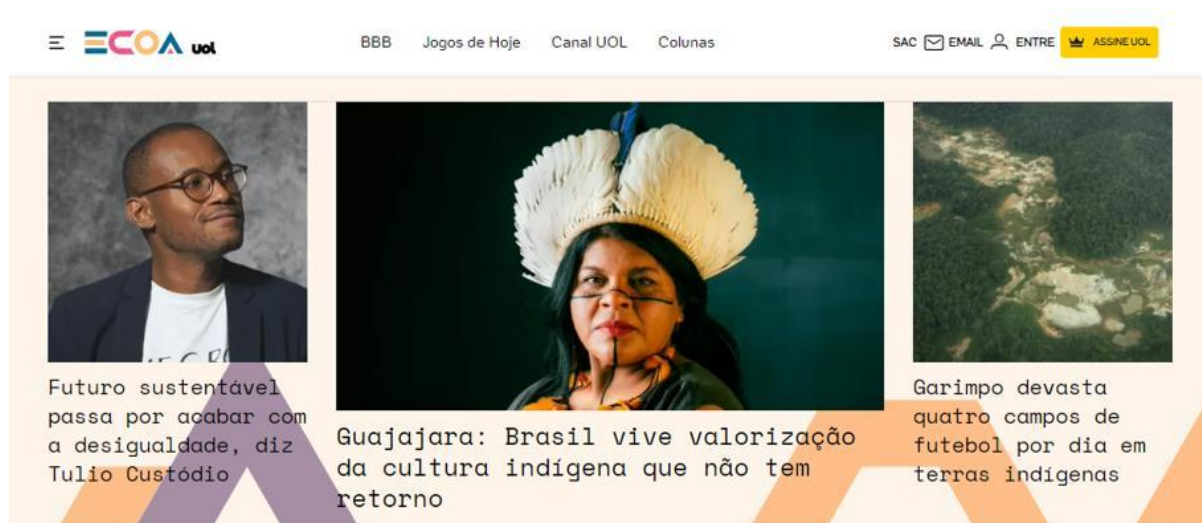 ECOA uol
BBB Jogos de Hoje Canal UOL Colunas
SAC EMAIL ENTRE ASSINE UOL
Futuro sustentável
passa por acabar com
a desigualdade, diz
Tulio Custódio
Guajajara: Brasil vive valorização
da cultura indígena que não tem
retorno
Garimpo devasta
quatro campos de
futebol por dia em
terras indígenas